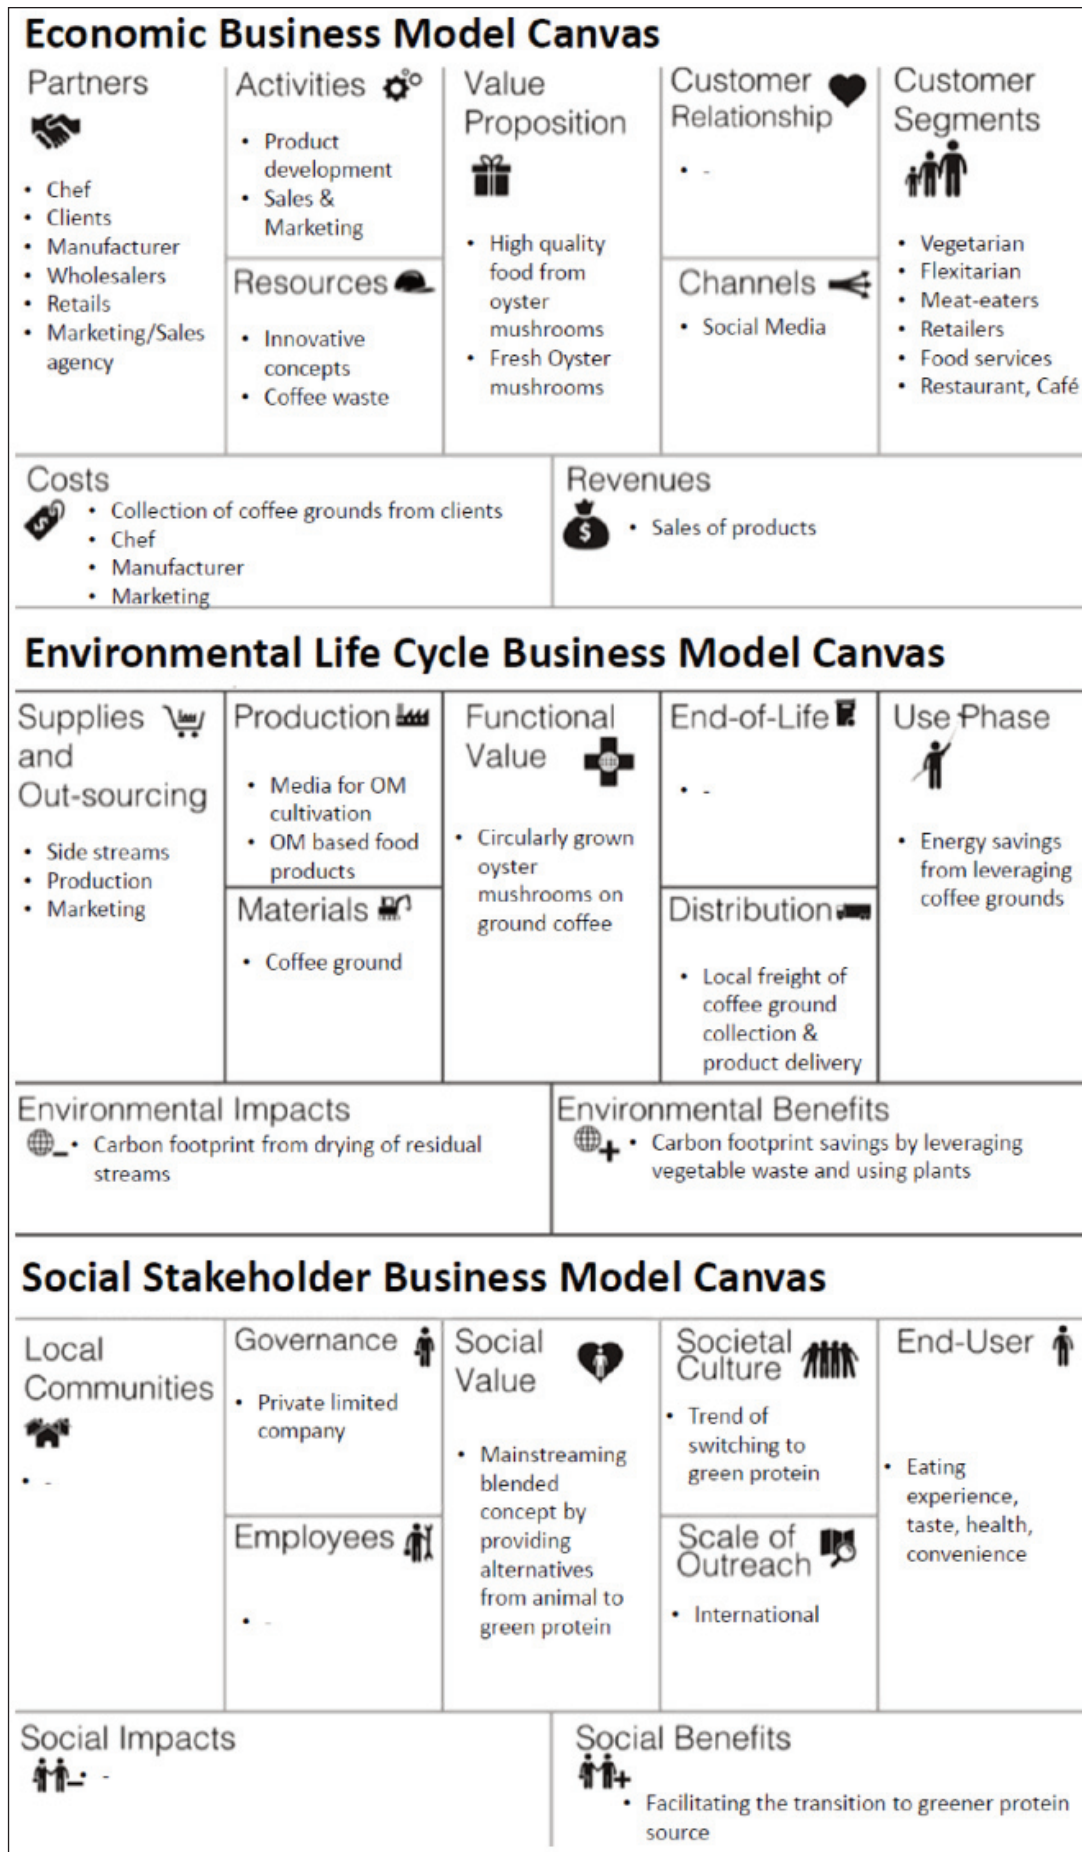 Economic Business Model Canvas
Partners
• Chef
• Clients
• Manufacturer
• Wholesalers
• Retails
• Marketing/Sales
agency
Activities
• Product
development
• Sales &
Marketing
Resources
• Innovative
concepts
• Coffee waste
Value
Proposition
• High quality
food from
oyster
mushrooms
• Fresh Oyster
mushrooms
Customer
Relationship
• -
Channels
• Social Media
Customer
Segments
• Vegetarian
• Flexitarian
• Meat-eaters
• Retailers
• Food services
• Restaurant, Café
Costs
$
• Collection of coffee grounds from clients
• Chef
• Manufacturer
• Marketing
Revenues
$
• Sales of products
Environmental Life Cycle Business Model Canvas
Supplies
and
Out-sourcing
• Side streams
• Production
• Marketing
Production
• Media for OM
cultivation
• OM based food
products
Materials
• Coffee ground
Functional
Value
• Circularly grown
oyster
mushrooms on
ground coffee
End-of-Life
• -
Distribution
• Local freight of
coffee ground
collection &
product delivery
Use Phase
• Energy savings
from leveraging
coffee grounds
Environmental Impacts
• Carbon footprint from drying of residual
streams
Environmental Benefits
• Carbon footprint savings by leveraging
vegetable waste and using plants
Social Stakeholder Business Model Canvas
Local
Communities
• -
Governance
• Private limited
company
Employees
• -
Social
Value
• Mainstreaming
blended
concept by
providing
alternatives
from animal to
green protein
Societal
Culture
• Trend of
switching to
green protein
Scale of
Outreach
• International
End-User
• Eating
experience,
taste, health,
convenience
Social Impacts
• -
Social Benefits
• Facilitating the transition to greener protein
source